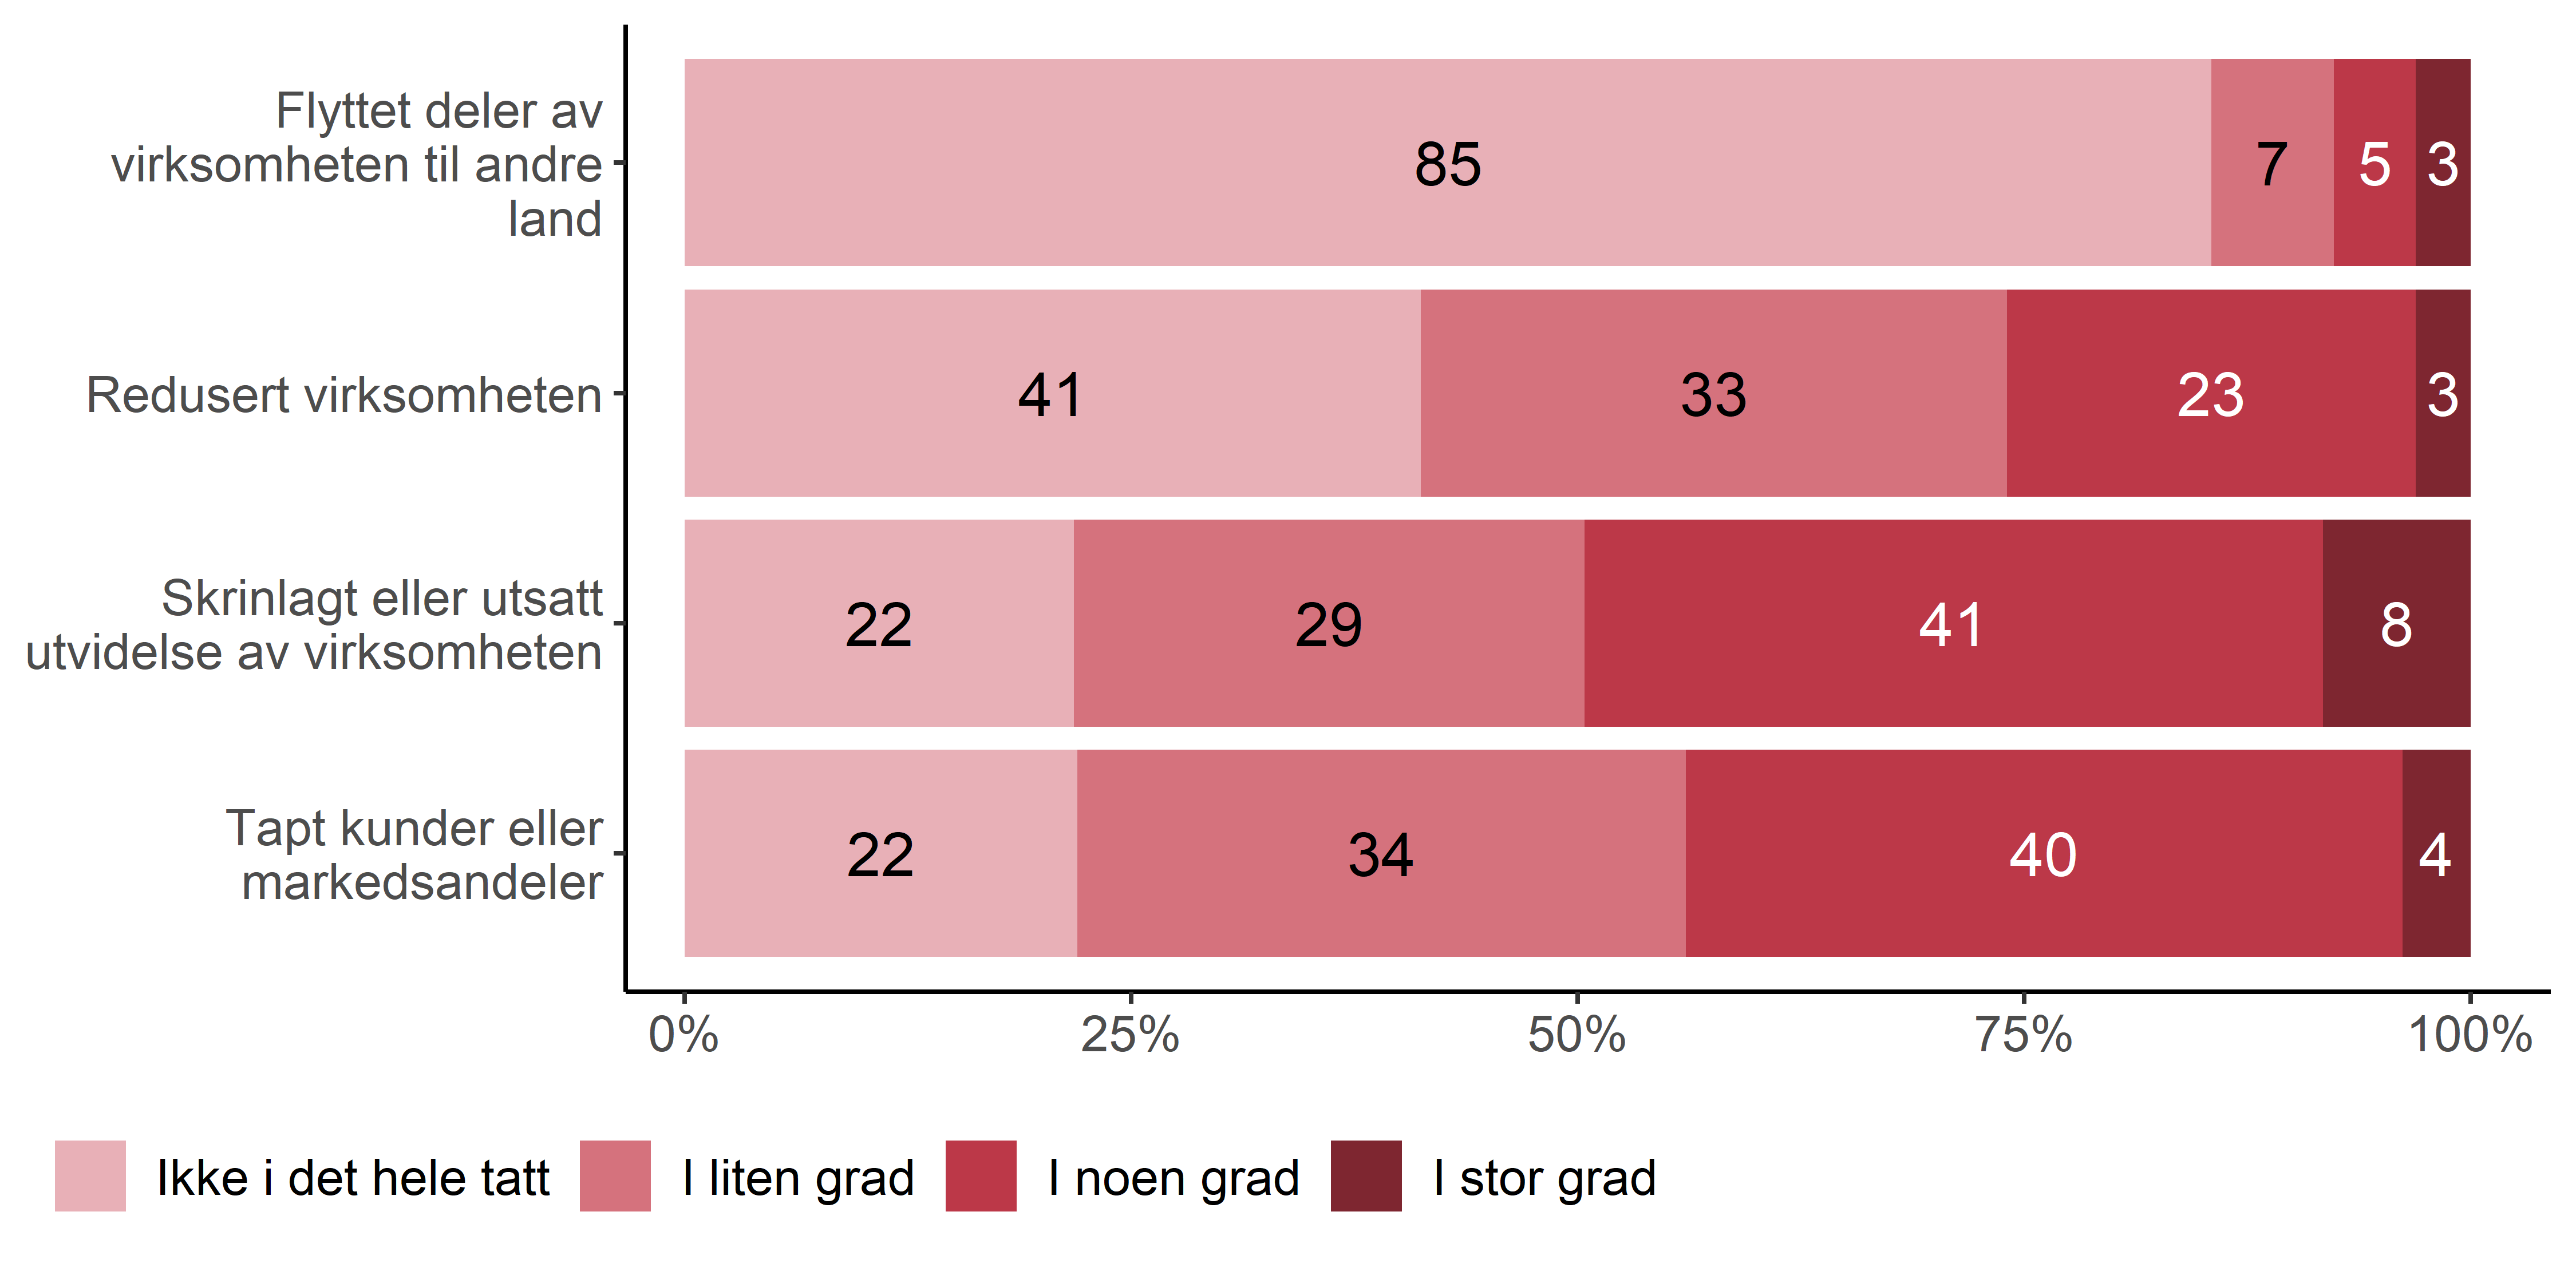 Flyttet deler av
virksomheten til andre
land
85 7 5 3
Redusert virksomheten
41 33 23 3
Skrinlagt eller utsatt
utvidelse av virksomheten
22 29 41 8
Tapt kunder eller
markedsandeler
22 34 40 4
0% 25% 50% 75% 100%
Ikke i det hele tatt I liten grad I noen grad I stor grad